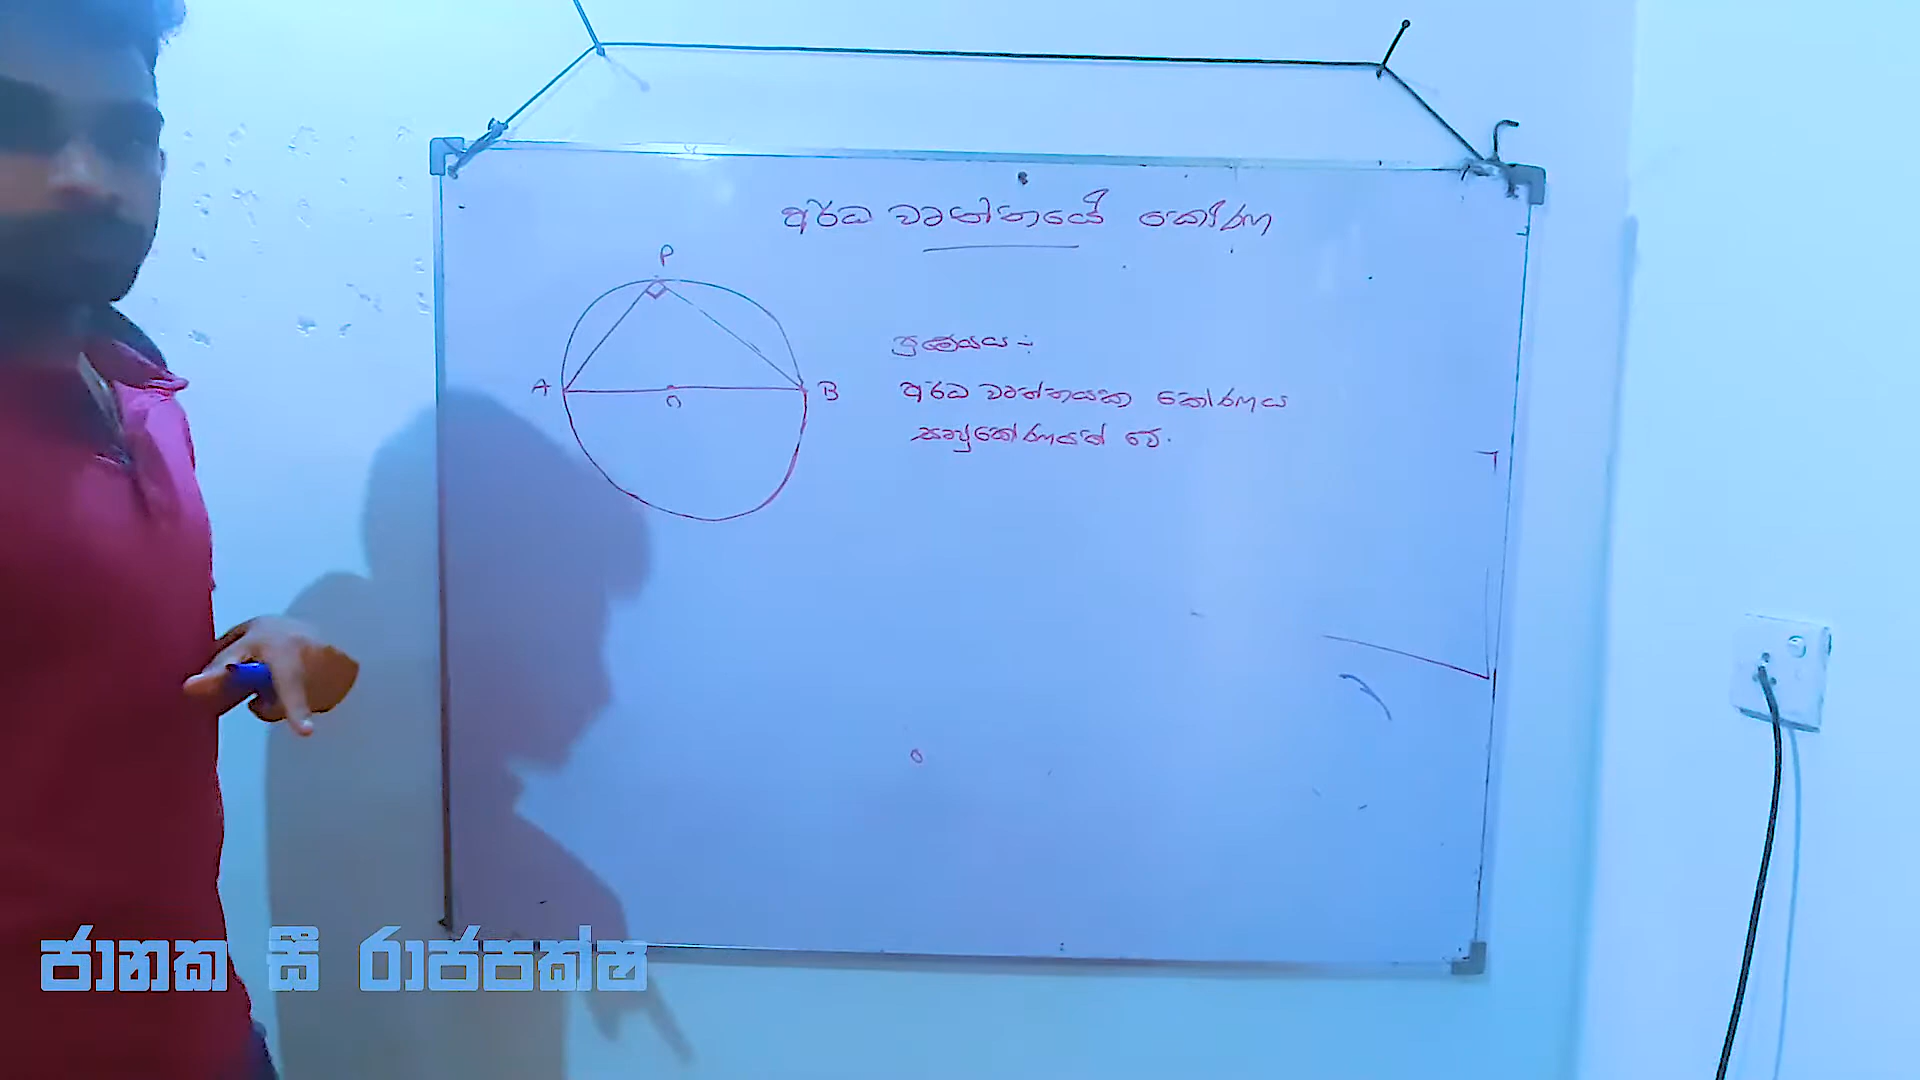 අර්ධ වෘත්තයේ කෝණ
P
ප්‍රමේයය :-
A
O
B
අර්ධ වෘත්තයක කෝණය
සෘජුකෝණයක් වේ.
ජානක සී රාජපක්ෂ